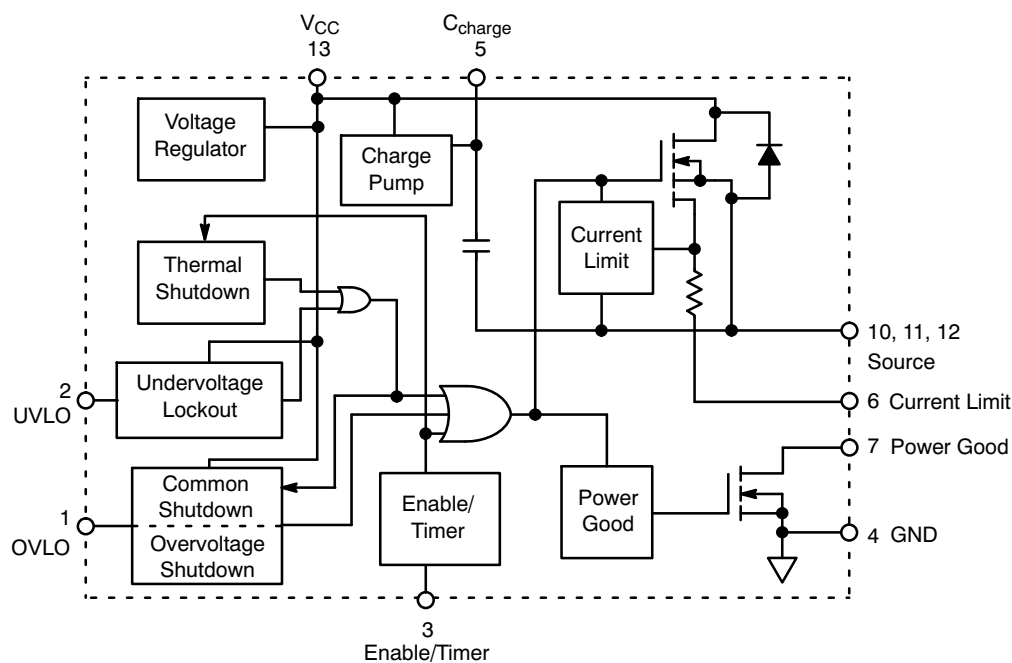 VCC
13
Ccharge
5
Voltage
Regulator
Charge
Pump
Thermal
Shutdown
Current
Limit
10, 11, 12
Source
2
UVLO
Undervoltage
Lockout
6 Current Limit
7 Power Good
1
OVLO
Common
Shutdown
Overvoltage
Shutdown
Enable/
Timer
Power
Good
4 GND
3
Enable/Timer